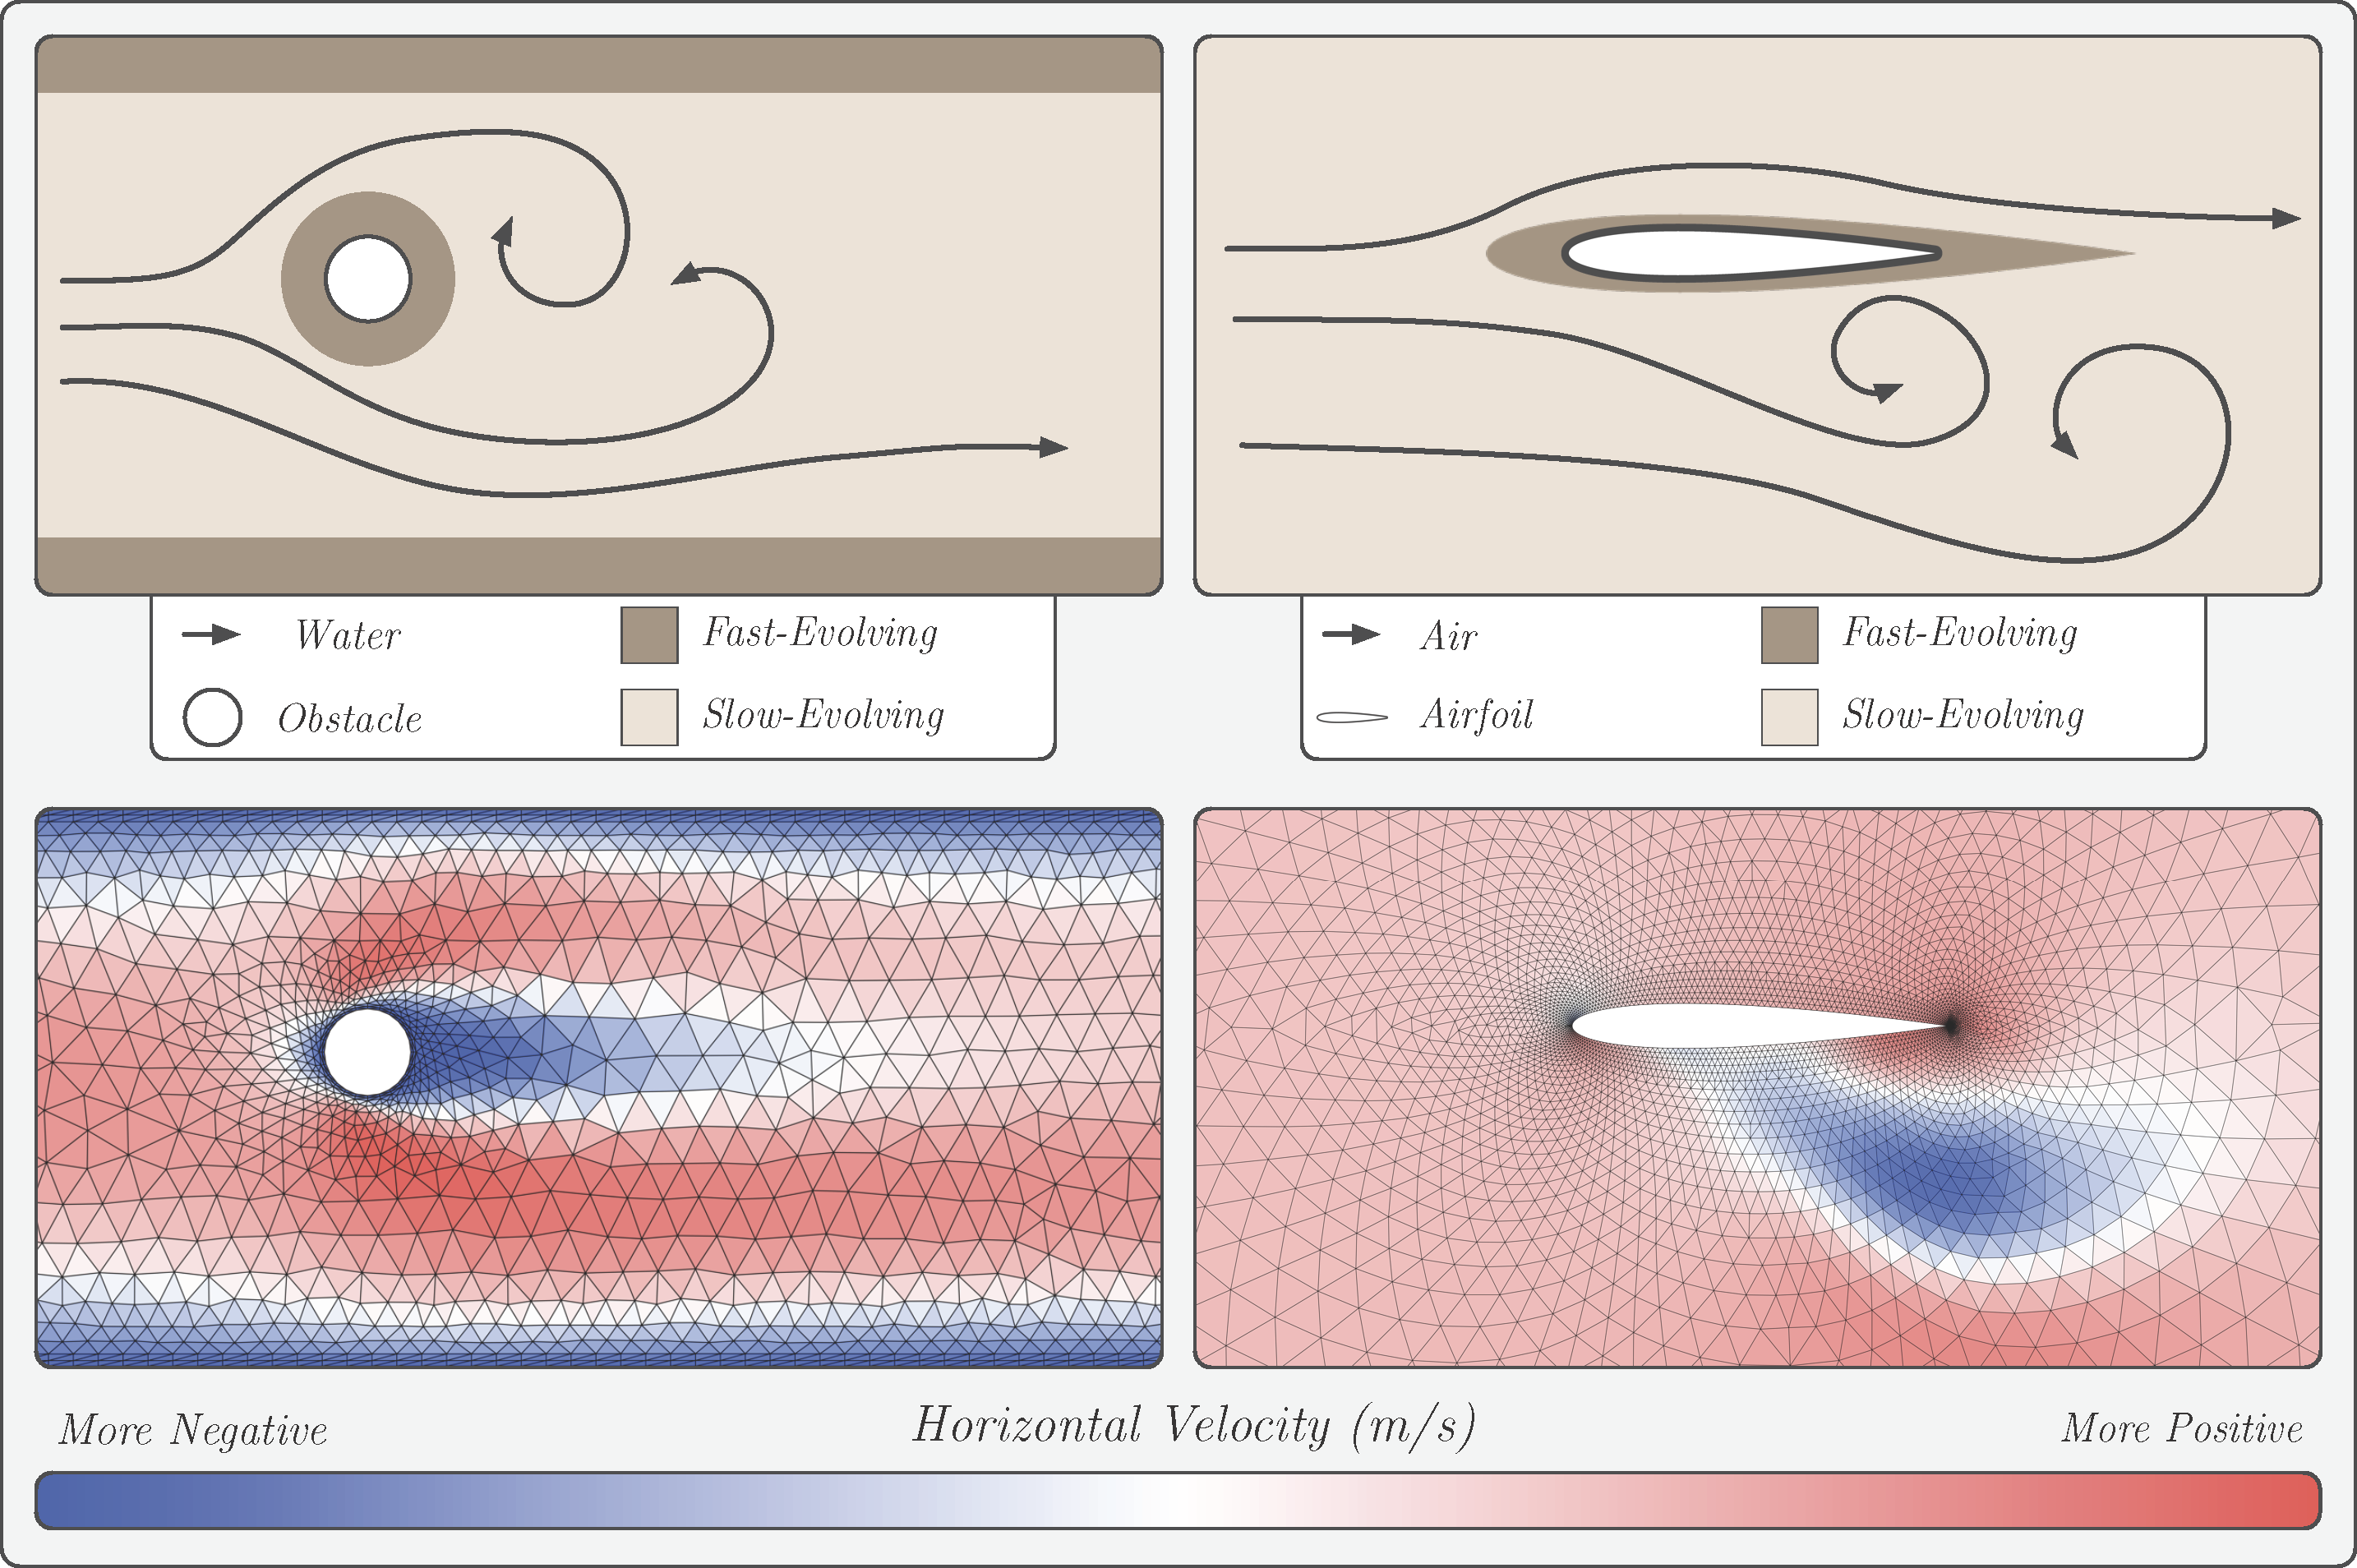 Water
Fast-Evolving
Obstacle
Slow-Evolving
Air
Fast-Evolving
Airfoil
Slow-Evolving
More Negative
Horizontal Velocity (m/s)
More Positive